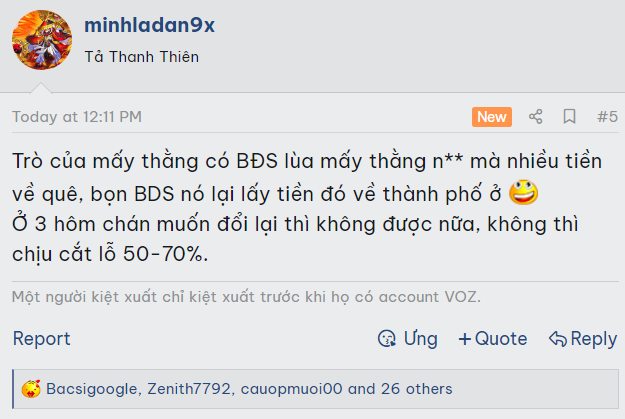 minhladan9x
Tả Thanh Thiên
Today at 12:11 PM
New
#5
Trò của mấy thằng có BĐS lùa mấy thằng n** mà nhiều tiền
về quê, bọn BDS nó lại lấy tiền đó về thành phố ở
Ở 3 hôm chán muốn đổi lại thì không được nữa, không thì
chịu cắt lỗ 50-70%.
Một người kiệt xuất chỉ kiệt xuất trước khi họ có account VOZ.
Report
Ưng
+Quote
Reply
Bacsigoogle, Zenith7792, cauopmuoi00 and 26 others